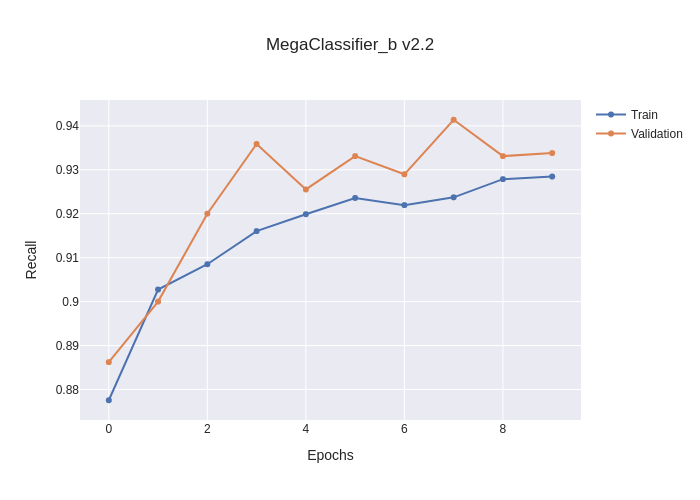 MegaClassifier_b v2.2
Train
Validation
0.94
0.93
0.92
0.91
0.9
0.89
0.88
Recall
0
2
4
6
8
Epochs